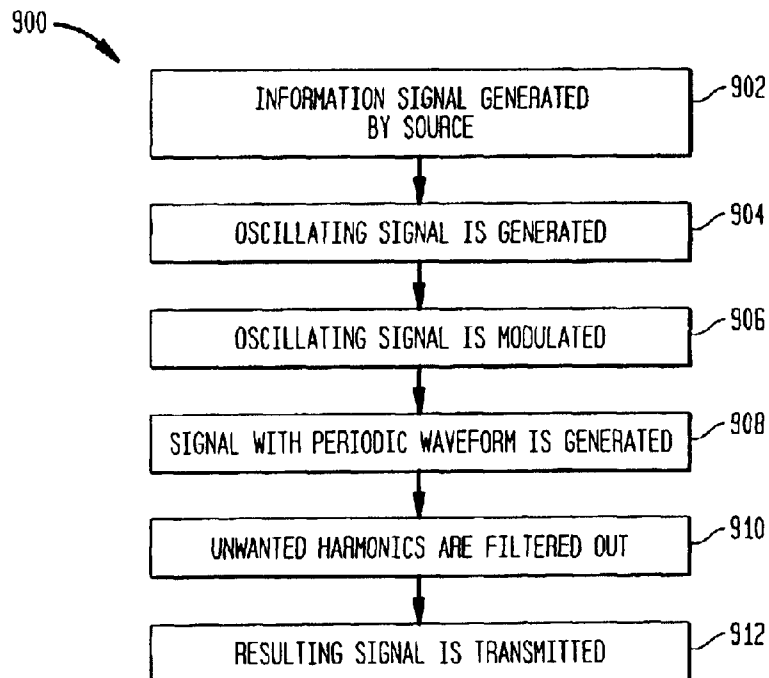 900
INFORMATION SIGNAL GENERATED
BY SOURCE
902
OSCILLATING SIGNAL IS GENERATED
904
OSCILLATING SIGNAL IS MODULATED
906
SIGNAL WITH PERIODIC WAVEFORM IS GENERATED
908
UNWANTED HARMONICS ARE FILTERED OUT
910
RESULTING SIGNAL IS TRANSMITTED
912